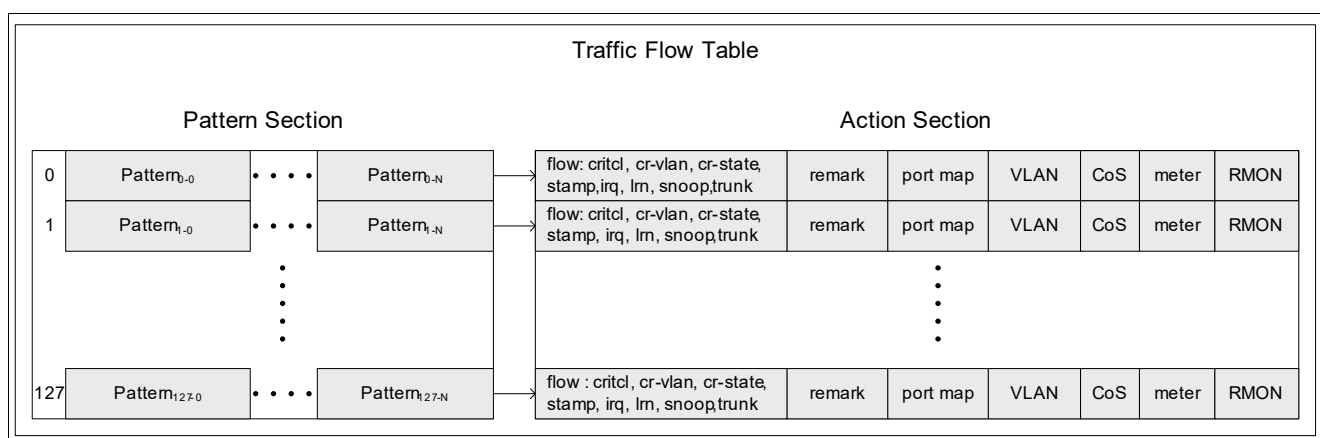 Traffic Flow Table
Pattern Section
Action Section
0 Pattern0-0 Pattern0-N flow: critcl, cr-vlan, cr-state, remark port map VLAN CoS meter RMON
stamp,irq, lrn, snoop,trunk
1 Pattern1-0 Pattern1-N flow: critcl, cr-vlan, cr-state, remark port map VLAN CoS meter RMON
stamp, irq, lrn, snoop,trunk
127 Pattern127-0 Pattern127-N flow : critcl, cr-vlan, cr-state, remark port map VLAN CoS meter RMON
stamp, irq, lrn, snoop,trunk